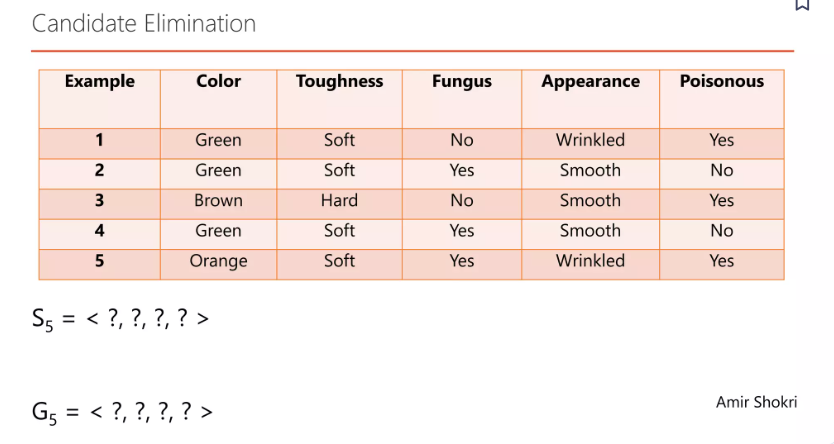 Candidate Elimination
Example Color Toughness Fungus Appearance Poisonous
1 Green Soft No Wrinkled Yes
2 Green Soft Yes Smooth No
3 Brown Hard No Smooth Yes
4 Green Soft Yes Smooth No
5 Orange Soft Yes Wrinkled Yes
S₅ = < ?, ?, ?, ? >
Amir Shokri
G₅ = < ?, ?, ?, ? >